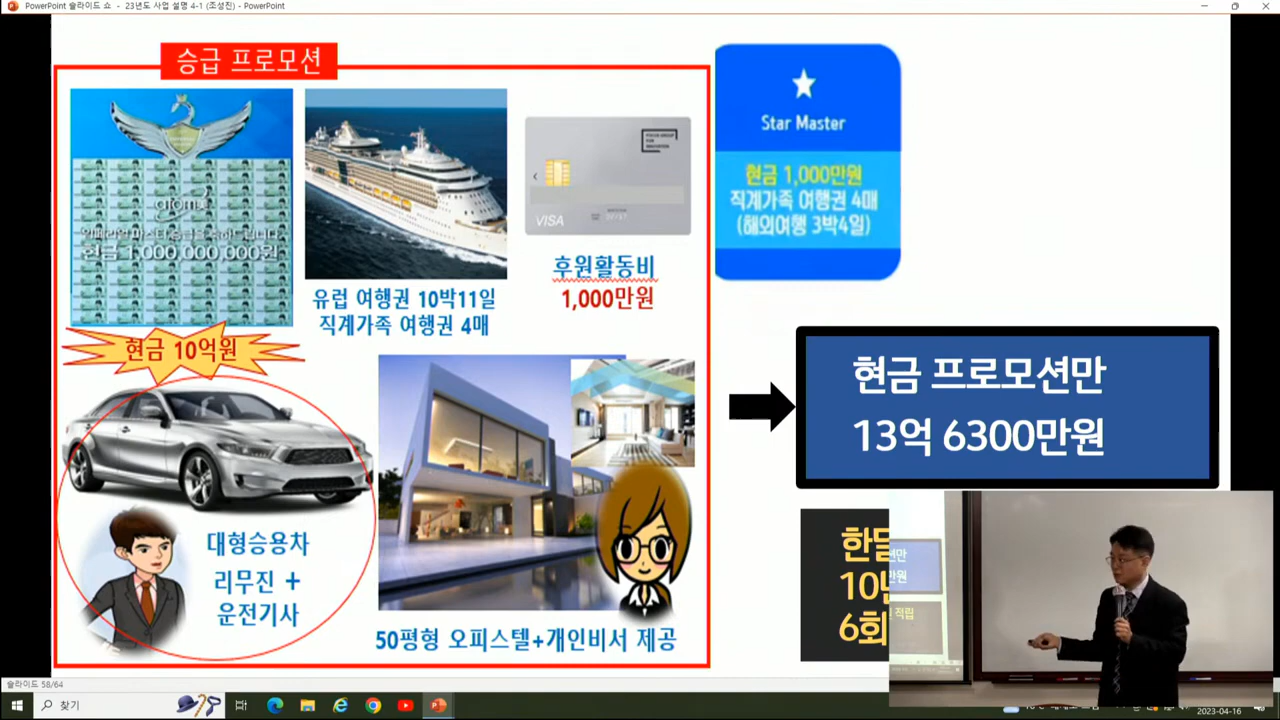 PowerPoint 슬라이드 쇼 - 23년도 사업 설명 4-1 (조성진) - PowerPoint
승급 프로모션
atomy
현금 1,000,000,000원
현금 10억원
유럽 여행권 10박11일
직계가족 여행권 4매
VISA
후원활동비
1,000만원
대형승용차
리무진 +
운전기사
50평형 오피스텔+개인비서 제공
Star Master
현금 1,000만원
직계가족 여행권 4매
(해외여행 3박4일)
현금 프로모션만
13억 6300만원
한달
10년
6회
적립
슬라이드 58/64
찾기
2023-04-16